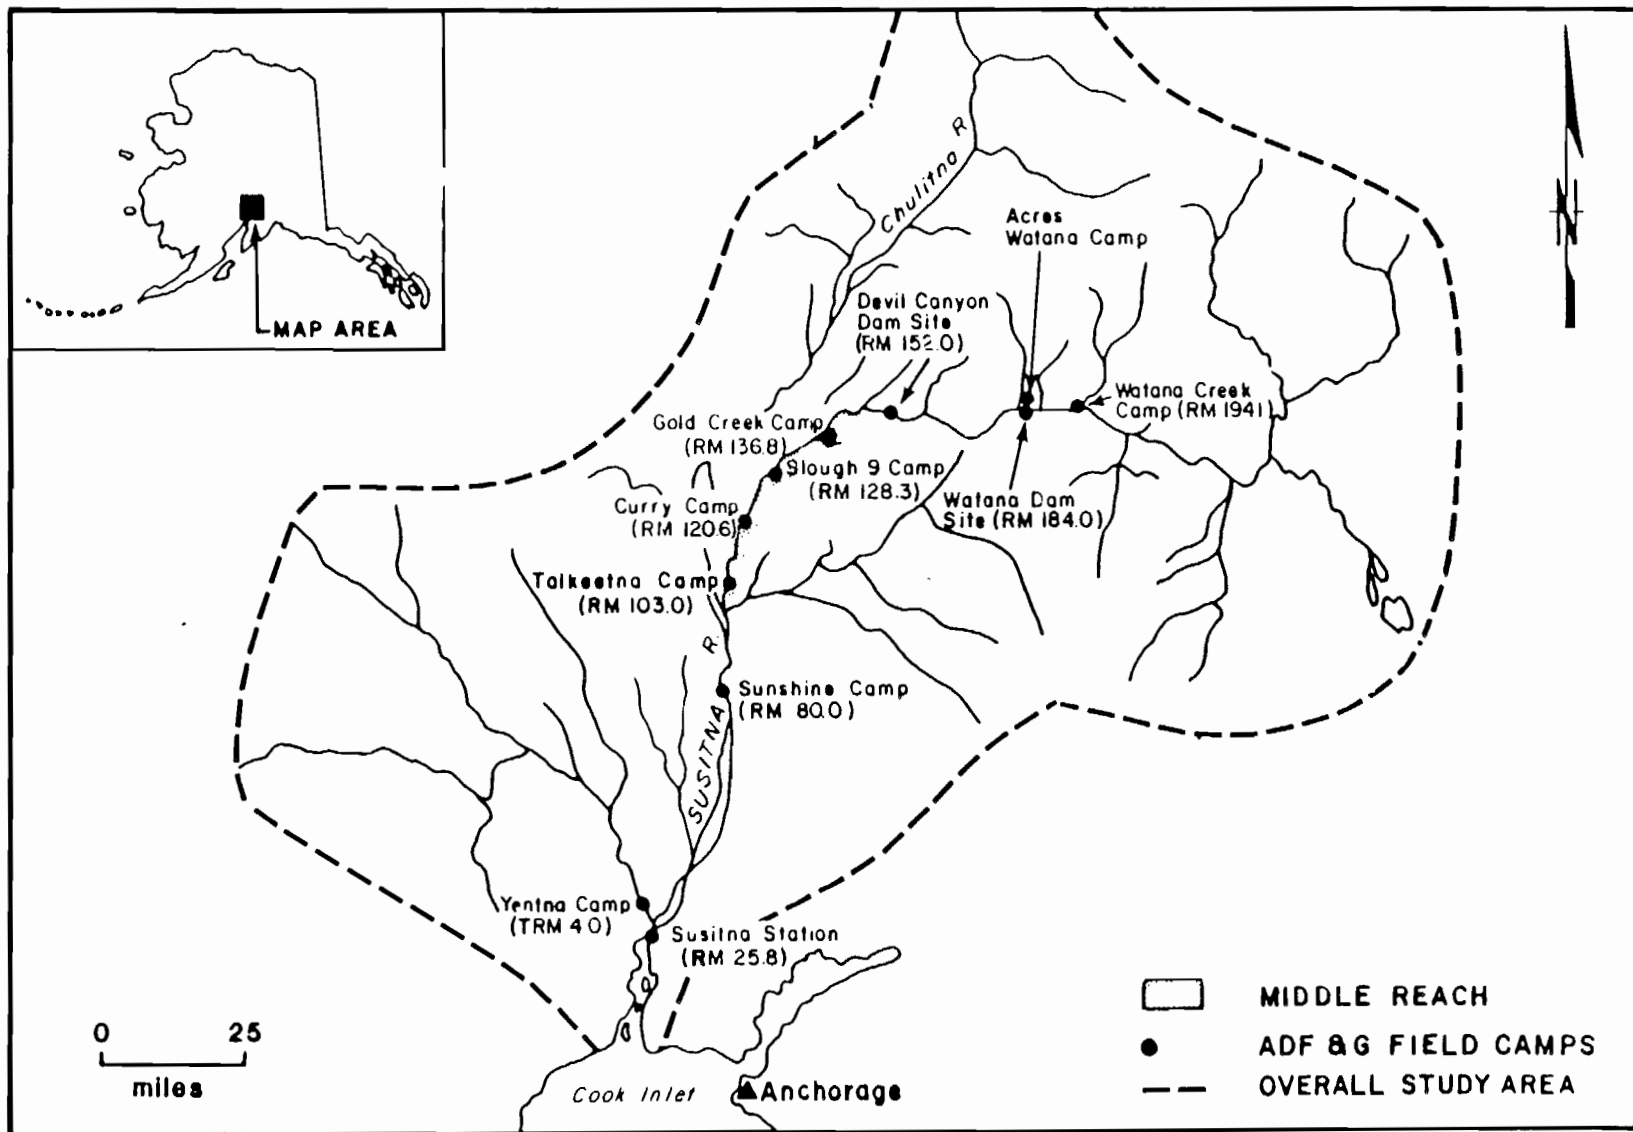 MAP AREA
Chulitna R
Acres
Watana Camp
Devil Canyon
Dam Site
(RM 152.0)
Watana Creek
Camp (RM 194.1)
Gold Creek Camp
(RM 136.8)
Slough 9 Camp
(RM 128.3)
Watana Dam
Site (RM 184.0)
Curry Camp
(RM 120.6)
Talkeetna Camp
(RM 103.0)
SUSITNA R.
Sunshine Camp
(RM 80.0)
Yentna Camp
(TRM 4.0)
Susitna Station
(RM 25.8)
N
0 25
miles
Cook Inlet
Anchorage
MIDDLE REACH
ADF &G FIELD CAMPS
OVERALL STUDY AREA